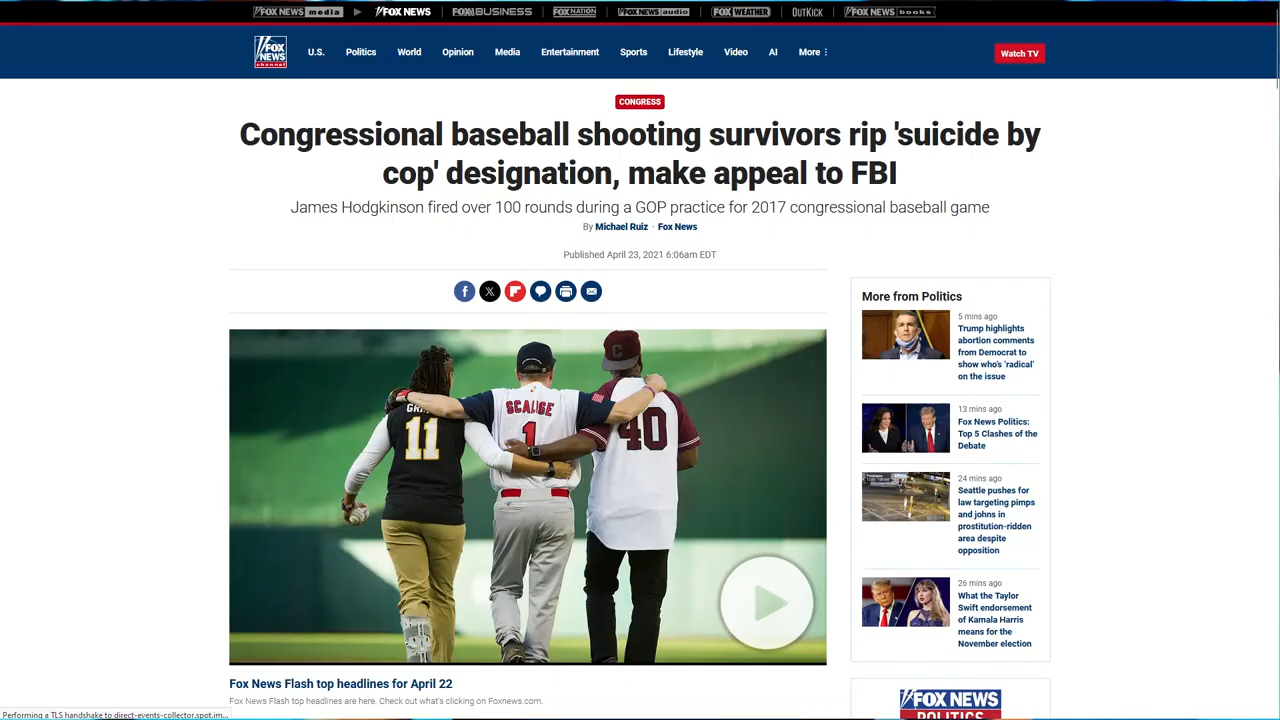 FOX NEWS media FOX NEWS FOX BUSINESS FOX NATION FOX NEWS audio FOX WEATHER OUTKICK FOX NEWS books
FOX NEWS channel
U.S. Politics World Opinion Media Entertainment Sports Lifestyle Video AI More
Watch TV
CONGRESS
Congressional baseball shooting survivors rip 'suicide by
cop' designation, make appeal to FBI
James Hodgkinson fired over 100 rounds during a GOP practice for 2017 congressional baseball game
By Michael Ruiz · Fox News
Published April 23, 2021 6:06am EDT
C
SCALISE
11
1
40
Fox News Flash top headlines for April 22
Fox News Flash top headlines are here. Check out what's clicking on Foxnews.com.
More from Politics
5 mins ago
Trump highlights
abortion comments
from Democrat to
show who's 'radical'
on the issue
13 mins ago
Fox News Politics:
Top 5 Clashes of the
Debate
24 mins ago
Seattle pushes for
law targeting pimps
and johns in
prostitution-ridden
area despite
opposition
26 mins ago
What the Taylor
Swift endorsement
of Kamala Harris
means for the
November election
FOX NEWS
POLITICS
Performing a TLS handshake to direct-events-collector.spot.im...